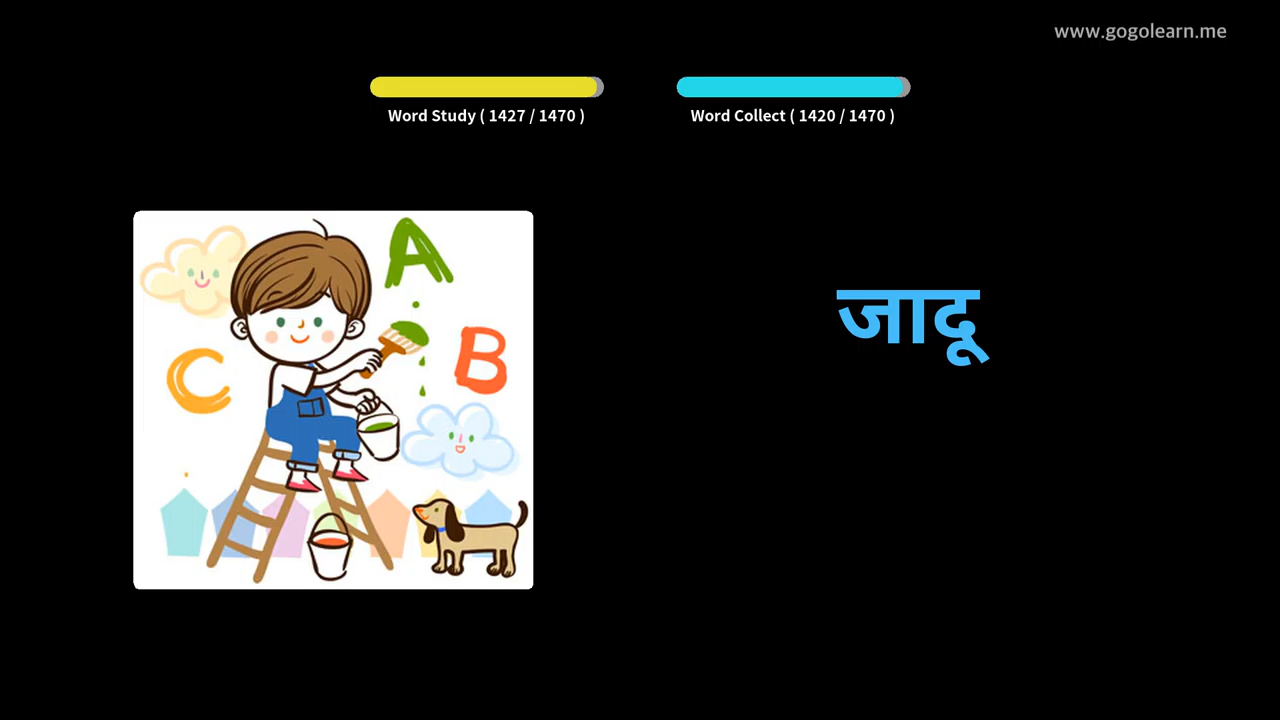 www.gogolearn.me
Word Study ( 1427 / 1470 )
Word Collect ( 1420 / 1470 )
A
B
C
जादू